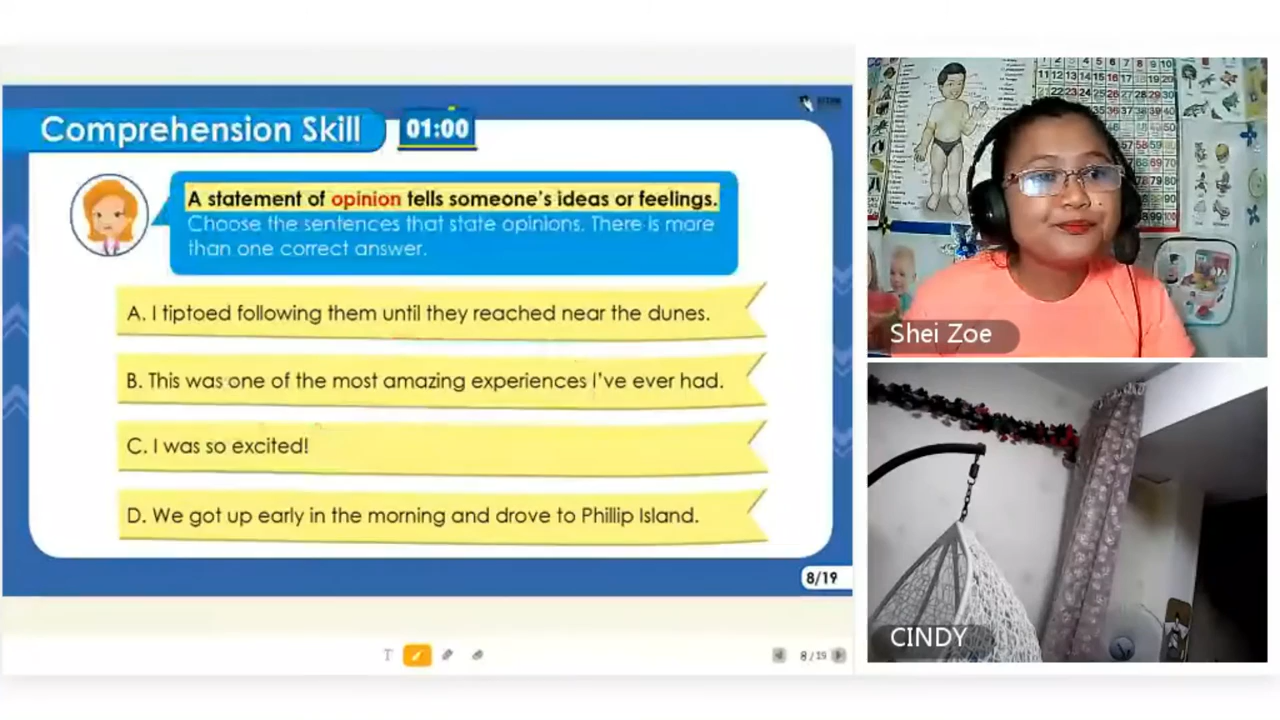 Comprehension Skill
01:00
A statement of opinion tells someone's ideas or feelings.
Choose the sentences that state opinions. There is more
than one correct answer.
A. I tiptoed following them until they reached near the dunes.
B. This was one of the most amazing experiences I've ever had.
C. I was so excited!
D. We got up early in the morning and drove to Phillip Island.
8/19
T
8/19
Shei Zoe
CINDY